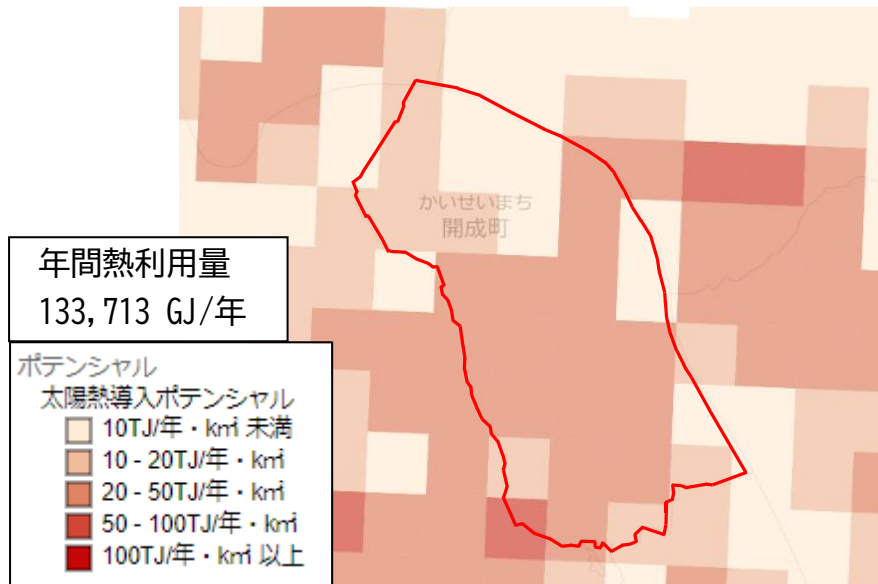 かいせいまち
開成町
年間熱利用量
133,713 GJ/年
ポテンシャル
太陽熱導入ポテンシャル
10TJ/年・k㎡ 未満
10 - 20TJ/年・k㎡
20 - 50TJ/年・k㎡
50 - 100TJ/年・k㎡
100TJ/年・k㎡ 以上